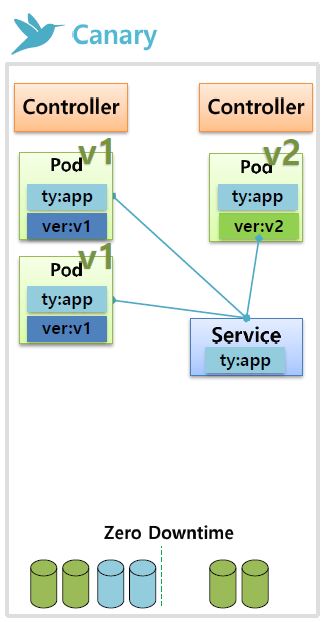 Canary
Controller
Controller
Pod
v1
ty:app
ver:v1
Pod
v2
ty:app
ver:v2
Pod
v1
ty:app
ver:v1
Service
ty:app
Zero Downtime